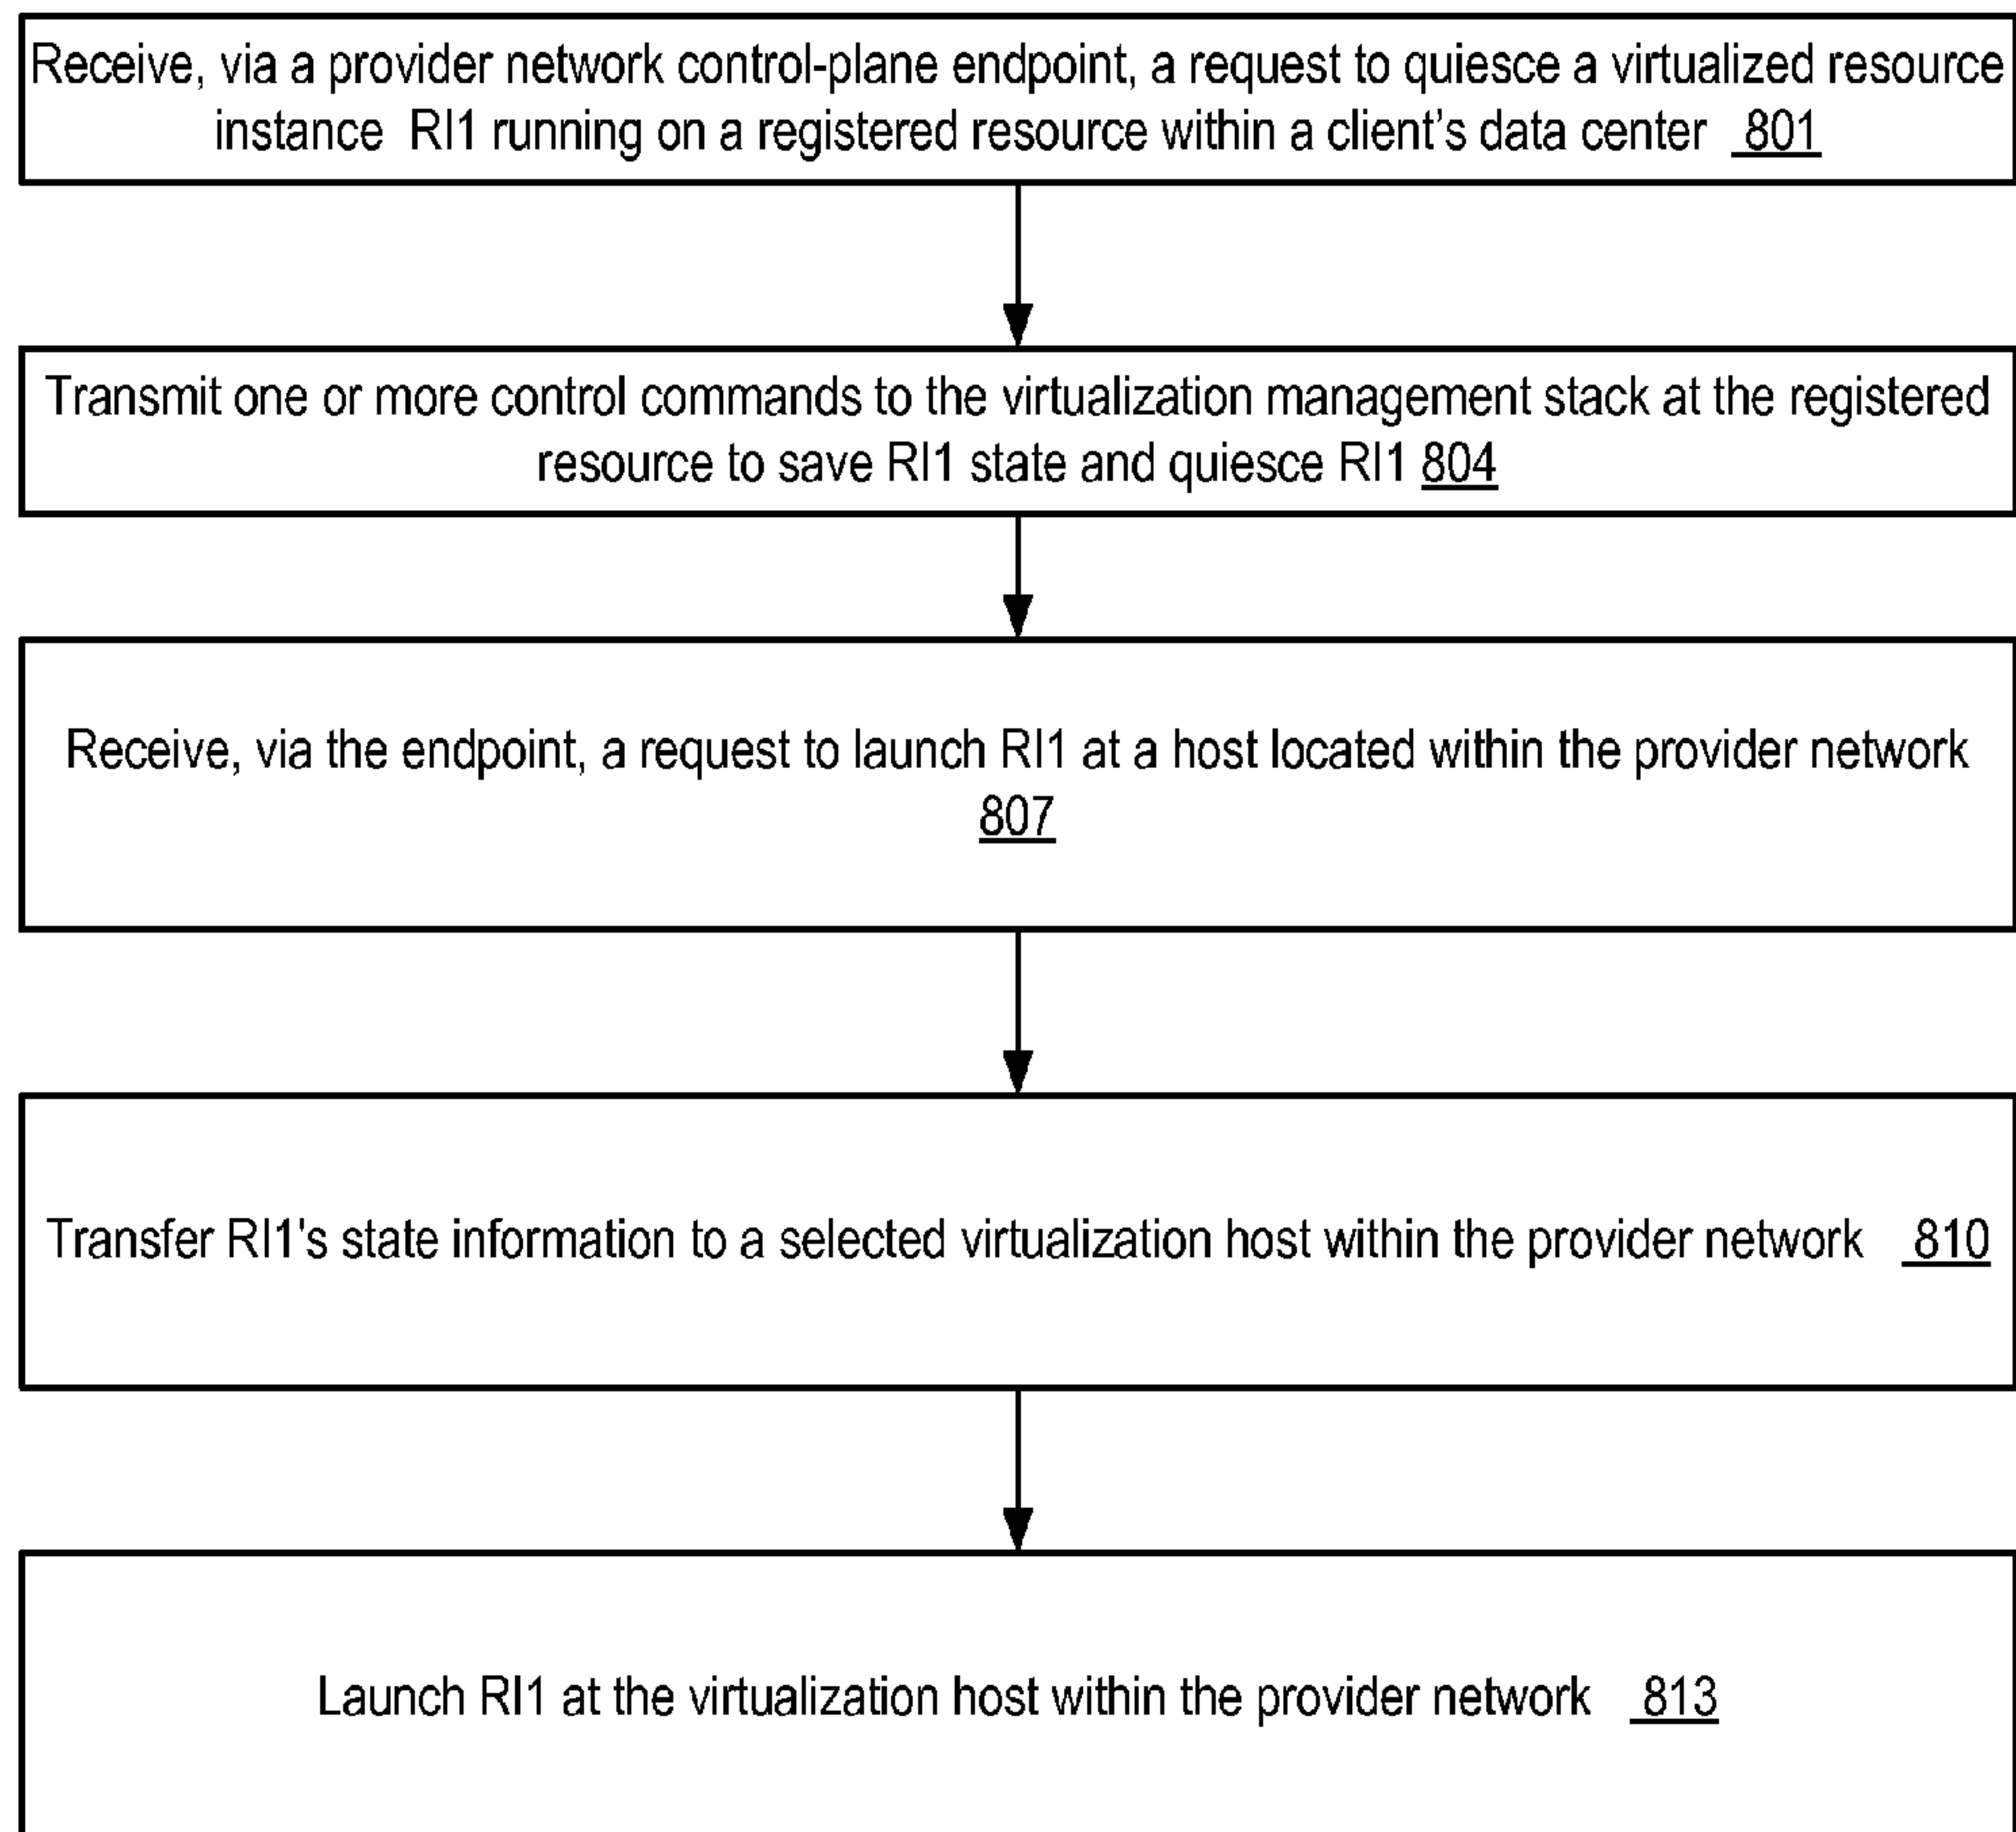 Receive, via a provider network control-plane endpoint, a request to quiesce a virtualized resource
instance RI1 running on a registered resource within a client's data center 801
Transmit one or more control commands to the virtualization management stack at the registered
resource to save RI1 state and quiesce RI1 804
Receive, via the endpoint, a request to launch RI1 at a host located within the provider network
807
Transfer RI1's state information to a selected virtualization host within the provider network 810
Launch RI1 at the virtualization host within the provider network 813